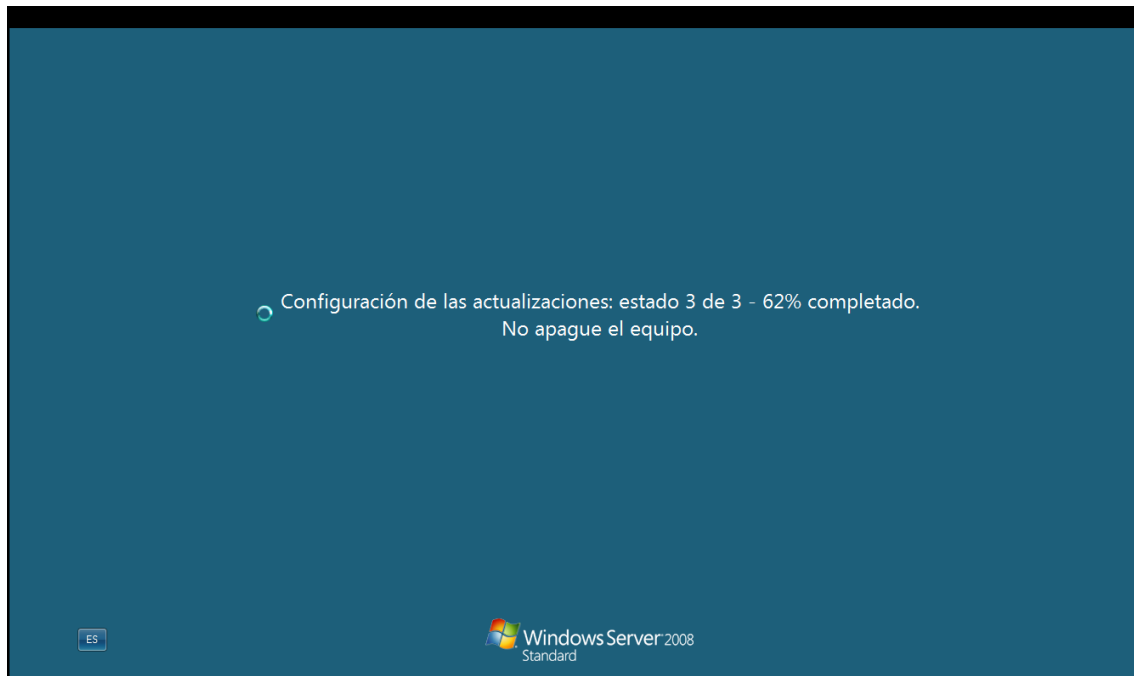 Configuración de las actualizaciones: estado 3 de 3 - 62% completado.
No apague el equipo.
ES
Windows Server 2008
Standard